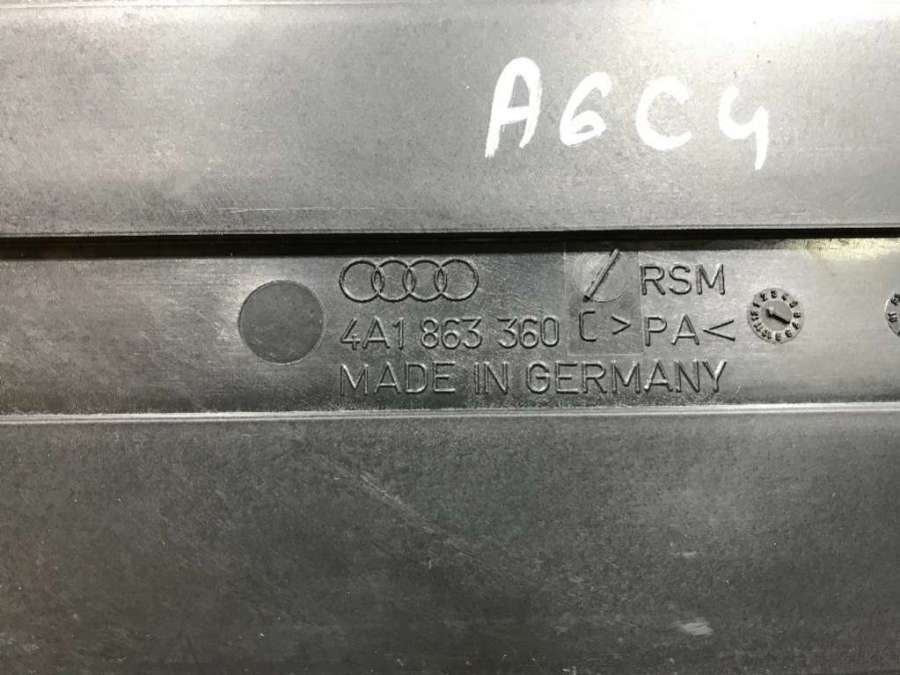 A6C4
RSM
4A1 863 360 C >PA<
MADE IN GERMANY